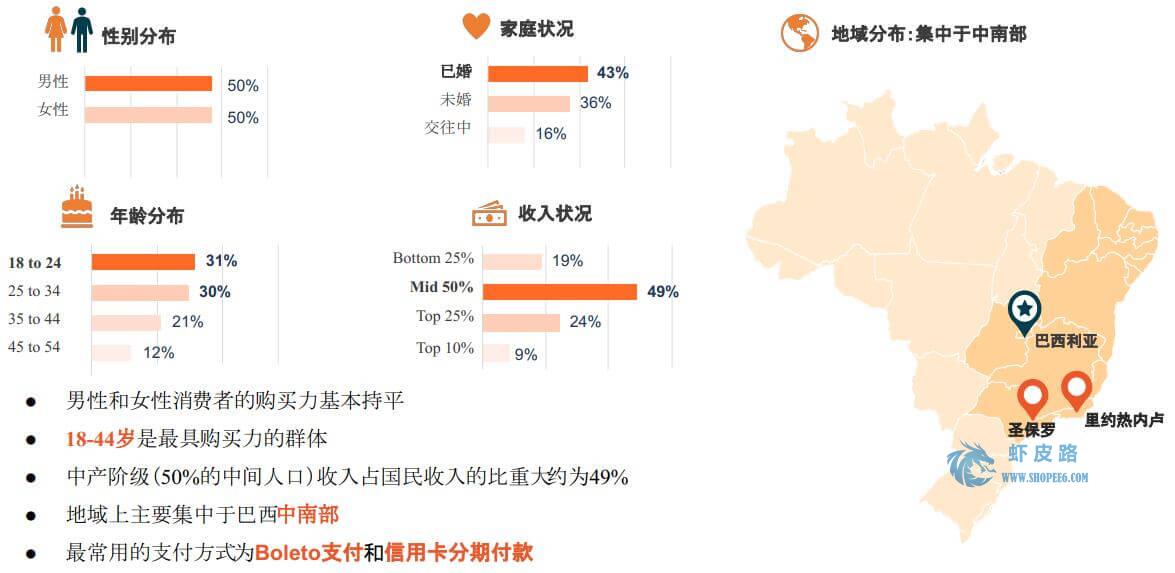 性别分布
男性 50%
女性 50%
家庭状况
已婚 43%
未婚 36%
交往中 16%
地域分布:集中于中南部
年龄分布
18 to 24 31%
25 to 34 30%
35 to 44 21%
45 to 54 12%
收入状况
Bottom 25% 19%
Mid 50% 49%
Top 25% 24%
Top 10% 9%
巴西利亚
圣保罗
里约热内卢
虾皮路
WWW.SHOPEE6.COM
● 男性和女性消费者的购买力基本持平
● 18-44岁是最具购买力的群体
● 中产阶级(50%的中间人口)收入占国民收入的比重大约为49%
● 地域上主要集中于巴西中南部
● 最常用的支付方式为Boleto支付和信用卡分期付款